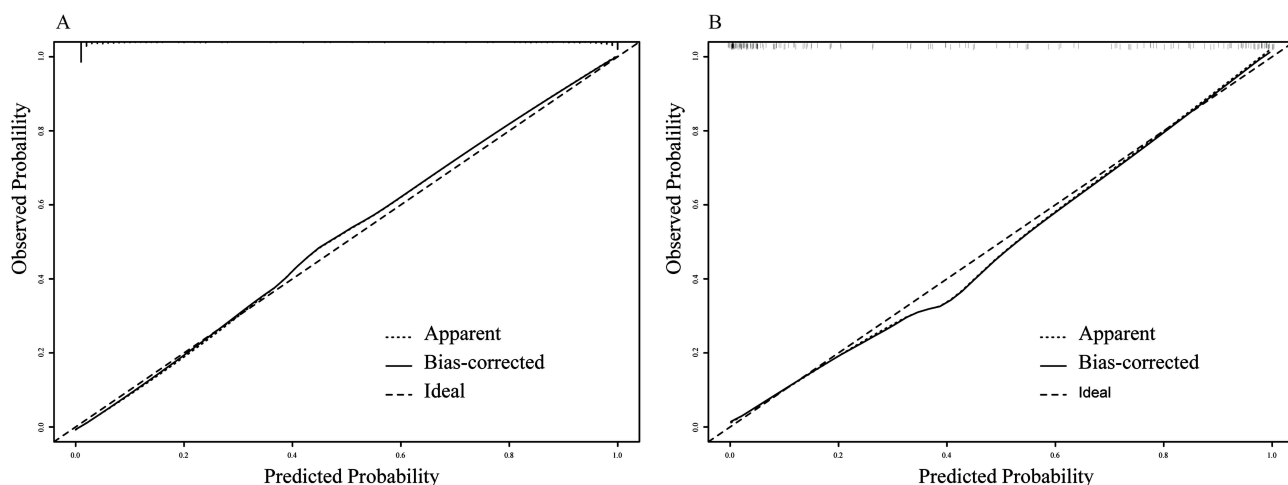 A
Observed Probalility
1.0
0.8
0.6
0.4
0.2
0.0
Apparent
Bias-corrected
Ideal
0.0 0.2 0.4 0.6 0.8 1.0
Predicted Probability
B
Observed Probalility
1.0
0.8
0.6
0.4
0.2
0.0
Apparent
Bias-corrected
Ideal
0.0 0.2 0.4 0.6 0.8 1.0
Predicted Probability